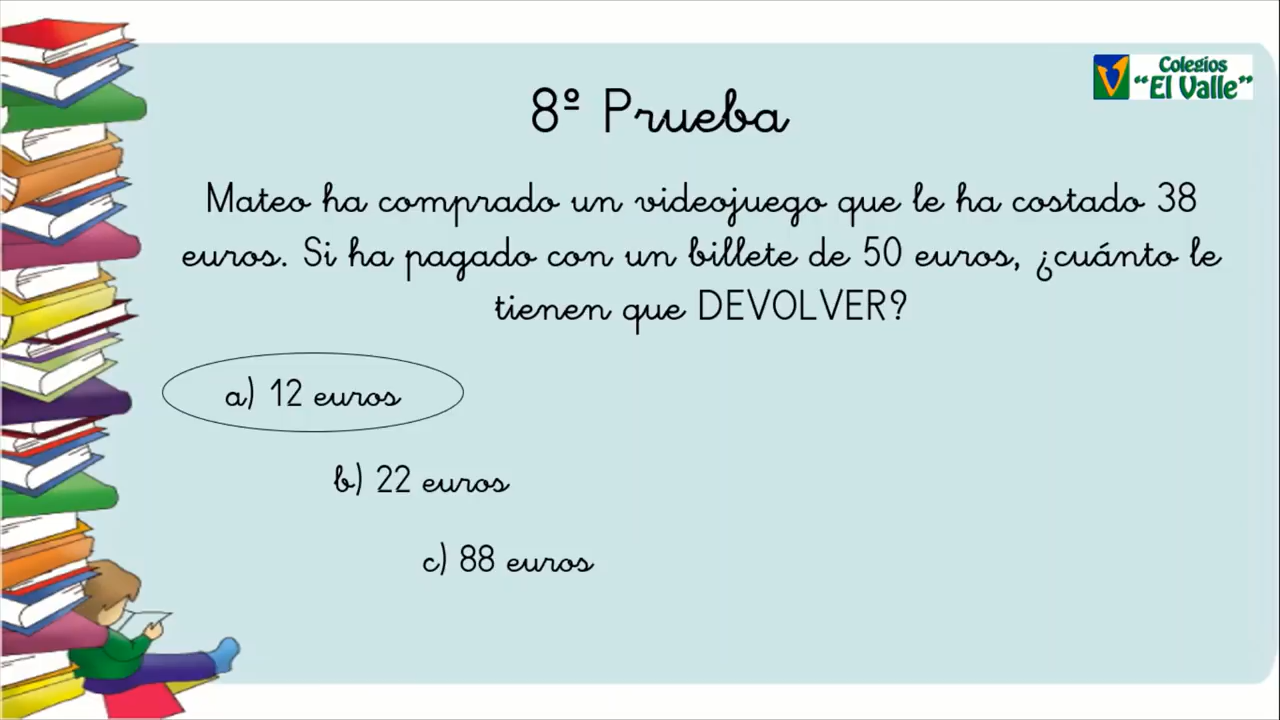 Colegios
"El Valle"
8º Prueba
Mateo ha comprado un videojuego que le ha costado 38
euros. Si ha pagado con un billete de 50 euros, ¿cuánto le
tienen que DEVOLVER?
a) 12 euros
b) 22 euros
c) 88 euros